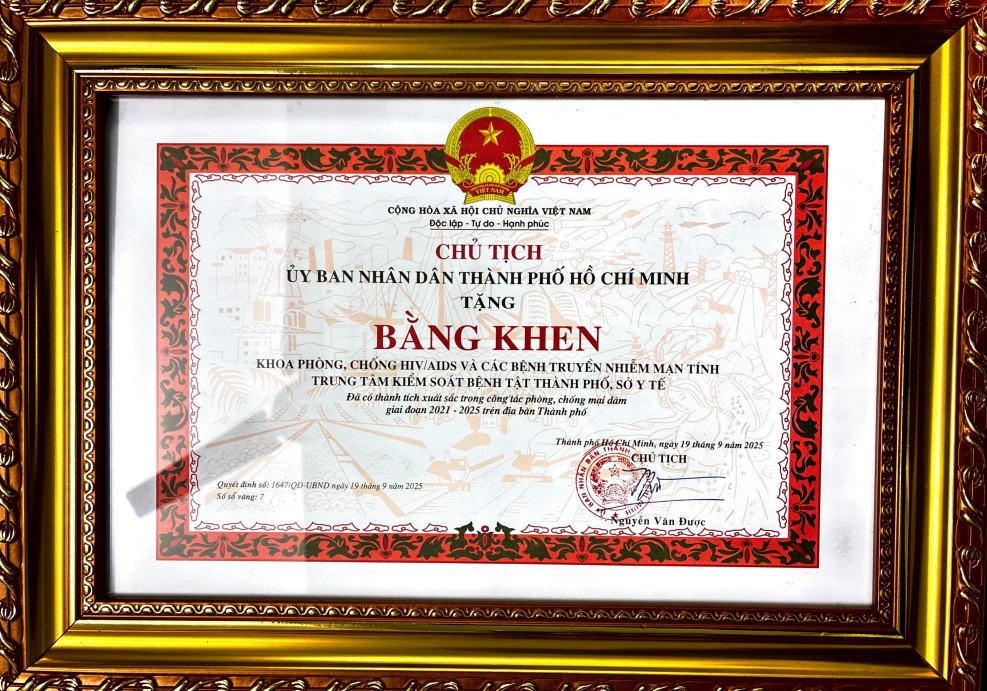 VIỆT NAM
CỘNG HÒA XÃ HỘI CHỦ NGHĨA VIỆT NAM
Độc lập - Tự do - Hạnh phúc
CHỦ TỊCH
ỦY BAN NHÂN DÂN THÀNH PHỐ HỒ CHÍ MINH
TẶNG
BẰNG KHEN
KHOA PHÒNG, CHỐNG HIV/AIDS VÀ CÁC BỆNH TRUYỀN NHIỄM MẠN TÍNH
TRUNG TÂM KIỂM SOÁT BỆNH TẬT THÀNH PHỐ, SỞ Y TẾ
Đã có thành tích xuất sắc trong công tác phòng, chống mại dâm
giai đoạn 2021 - 2025 trên địa bàn Thành phố
Thành phố Hồ Chí Minh, ngày 19 tháng 9 năm 2025
CHỦ TỊCH
Quyết định số: 1647/QĐ-UBND ngày 19 tháng 9 năm 2025
Số sổ vàng: 7
Nguyễn Văn Được